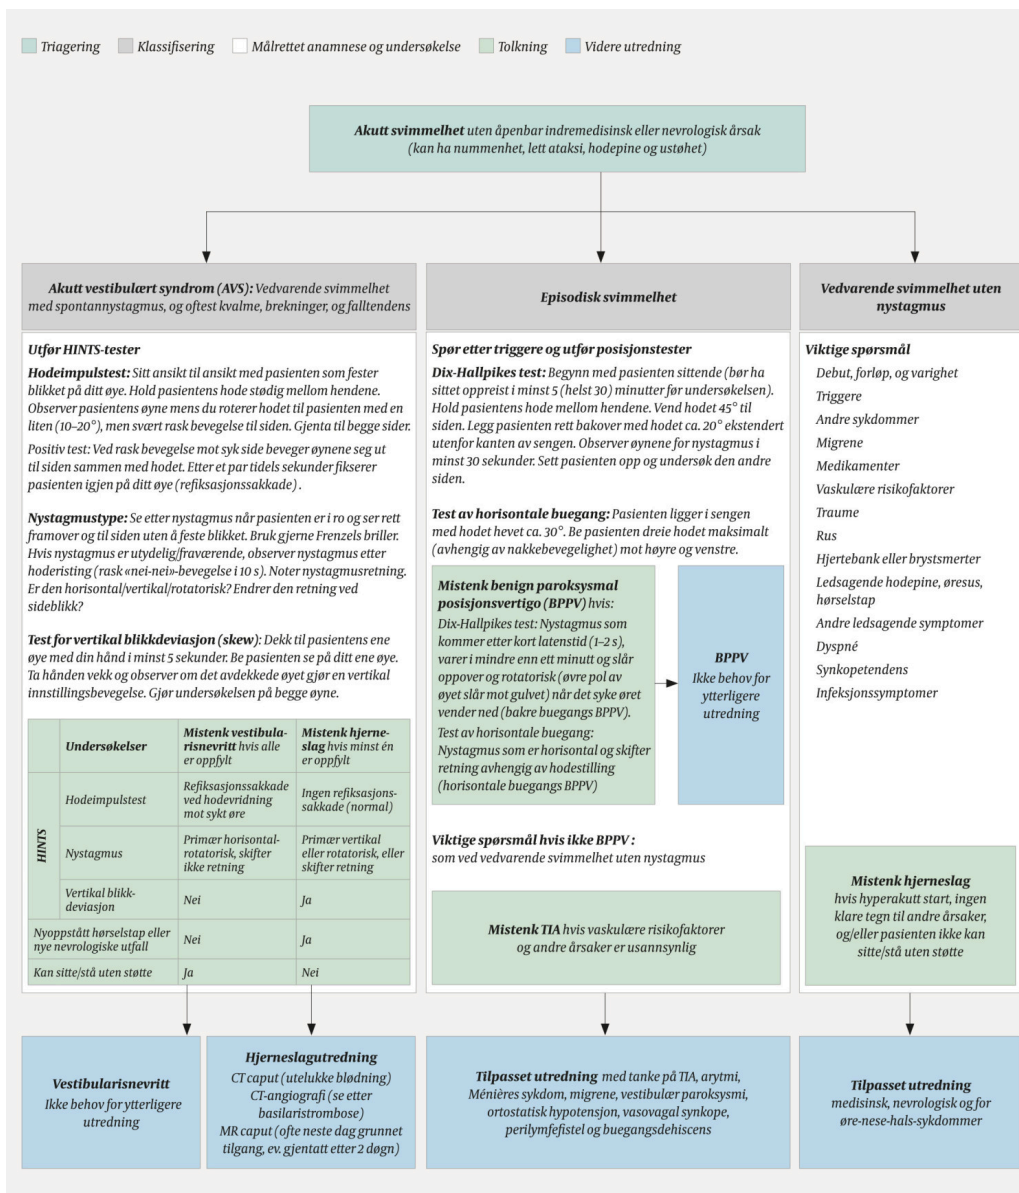 Triagering
Klassifisering
Målrettet anamnese og undersøkelse
Tolkning
Videre utredning
Akutt svimmelhet uten åpenbar indremedisinsk eller nevrologisk årsak
(kan ha nummenhet, lett ataksi, hodepine og ustøhet)
Akutt vestibulært syndrom (AVS): Vedvarende svimmelhet
med spontannystagmus, og oftest kvalme, brekninger, og falltendens
Utfør HINTS-tester
Hodeimpulstest: Sitt ansikt til ansikt med pasienten som fester
blikket på ditt øye. Hold pasientens hode stødig mellom hendene.
Observer pasientens øyne mens du roterer hodet til pasienten med en
liten (10–20°), men svært rask bevegelse til siden. Gjenta til begge sider.
Positiv test: Ved rask bevegelse mot syk side beveger øynene seg ut
til siden sammen med hodet. Etter et par tidels sekunder fikserer
pasienten igjen på ditt øye (refiksasjonssakkade) .
Nystagmustype: Se etter nystagmus når pasienten er i ro og ser rett
framover og til siden uten å feste blikket. Bruk gjerne Frenzels briller.
Hvis nystagmus er utydelig/fraværende, observer nystagmus etter
hoderisting (rask «nei-nei»-bevegelse i 10 s). Noter nystagmusretning.
Er den horisontal/vertikal/rotatorisk? Endrer den retning ved
sideblikk?
Test for vertikal blikkdeviasjon (skew): Dekk til pasientens ene
øye med din hånd i minst 5 sekunder. Be pasienten se på ditt ene øye.
Ta hånden vekk og observer om det avdekkede øyet gjør en vertikal
innstillingsbevegelse. Gjør undersøkelsen på begge øyne.
Undersøkelser
Mistenk vestibula-
risnevritt hvis alle
er oppfylt
Mistenk hjerne-
slag hvis minst én
er oppfylt
HINTS
Hodeimpulstest
Refiksasjonssakkade
ved hodevridning
mot sykt øre
Ingen refiksasjons-
sakkade (normal)
Nystagmus
Primær horisontal-
rotatorisk, skifter
ikke retning
Primær vertikal
eller rotatorisk, eller
skifter retning
Vertikal blikk-
deviasjon
Nei
Ja
Nyoppstått hørselstap eller
nye nevrologiske utfall
Nei
Ja
Kan sitte/stå uten støtte
Ja
Nei
Vestibularisnevritt
Ikke behov for ytterligere
utredning
Hjerneslagutredning
CT caput (utelukke blødning)
CT-angiografi (se etter
basilaristrombose)
MR caput (ofte neste dag grunnet
tilgang, ev. gjentatt etter 2 døgn)
Episodisk svimmelhet
Spør etter triggere og utfør posisjonstester
Dix-Hallpikes test: Begynn med pasienten sittende (bør ha
sittet oppreist i minst 5 (helst 30) minutter før undersøkelsen).
Hold pasientens hode mellom hendene. Vend hodet 45° til
siden. Legg pasienten rett bakover med hodet ca. 20° ekstendert
utenfor kanten av sengen. Observer øynene for nystagmus i
minst 30 sekunder. Sett pasienten opp og undersøk den andre
siden.
Test av horisontale buegang: Pasienten ligger i sengen
med hodet hevet ca. 30°. Be pasienten dreie hodet maksimalt
(avhengig av nakkebevegelighet) mot høyre og venstre.
Mistenk benign paroksysmal
posisjonsvertigo (BPPV) hvis:
Dix-Hallpikes test: Nystagmus som
kommer etter kort latenstid (1–2 s),
varer i mindre enn ett minutt og slår
oppover og rotatorisk (øvre pol av
øyet slår mot gulvet) når det syke øret
vender ned (bakre buegangs BPPV).
Test av horisontale buegang:
Nystagmus som er horisontal og skifter
retning avhengig av hodestilling
(horisontale buegangs BPPV)
BPPV
Ikke behov for
ytterligere
utredning
Viktige spørsmål hvis ikke BPPV :
som ved vedvarende svimmelhet uten nystagmus
Mistenk TIA hvis vaskulære risikofaktorer
og andre årsaker er usannsynlig
Tilpasset utredning med tanke på TIA, arytmi,
Ménières sykdom, migrene, vestibulær paroksysmi,
ortostatisk hypotensjon, vasovagal synkope,
perilymfefistel og buegangsdehiscens
Vedvarende svimmelhet uten
nystagmus
Viktige spørsmål
Debut, forløp, og varighet
Triggere
Andre sykdommer
Migrene
Medikamenter
Vaskulære risikofaktorer
Traume
Rus
Hjertebank eller brystsmerter
Ledsagende hodepine, øresus,
hørselstap
Andre ledsagende symptomer
Dyspné
Synkopetendens
Infeksjonssymptomer
Mistenk hjerneslag
hvis hyperakutt start, ingen
klare tegn til andre årsaker,
og/eller pasienten ikke kan
sitte/stå uten støtte
Tilpasset utredning
medisinsk, nevrologisk og for
øre-nese-hals-sykdommer